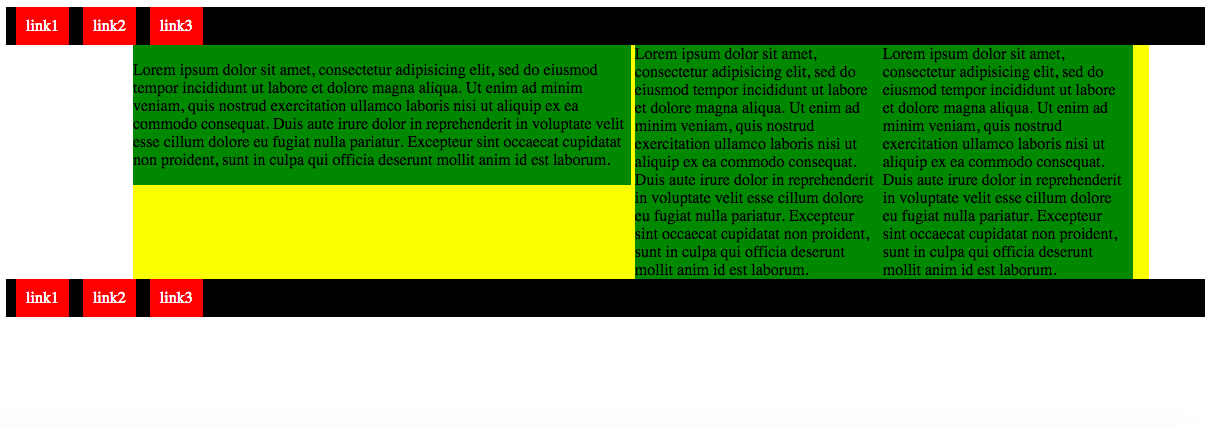 link1 link2 link3
Lorem ipsum dolor sit amet, consectetur adipisicing elit, sed do eiusmod
tempor incididunt ut labore et dolore magna aliqua. Ut enim ad minim
veniam, quis nostrud exercitation ullamco laboris nisi ut aliquip ex ea
commodo consequat. Duis aute irure dolor in reprehenderit in voluptate velit
esse cillum dolore eu fugiat nulla pariatur. Excepteur sint occaecat cupidatat
non proident, sunt in culpa qui officia deserunt mollit anim id est laborum.
Lorem ipsum dolor sit amet,
consectetur adipisicing elit, sed do
eiusmod tempor incididunt ut labore
et dolore magna aliqua. Ut enim ad
minim veniam, quis nostrud
exercitation ullamco laboris nisi ut
aliquip ex ea commodo consequat.
Duis aute irure dolor in reprehenderit
in voluptate velit esse cillum dolore
eu fugiat nulla pariatur. Excepteur
sint occaecat cupidatat non proident,
sunt in culpa qui officia deserunt
mollit anim id est laborum.
Lorem ipsum dolor sit amet,
consectetur adipisicing elit, sed do
eiusmod tempor incididunt ut labore
et dolore magna aliqua. Ut enim ad
minim veniam, quis nostrud
exercitation ullamco laboris nisi ut
aliquip ex ea commodo consequat.
Duis aute irure dolor in reprehenderit
in voluptate velit esse cillum dolore
eu fugiat nulla pariatur. Excepteur
sint occaecat cupidatat non proident,
sunt in culpa qui officia deserunt
mollit anim id est laborum.
link1 link2 link3